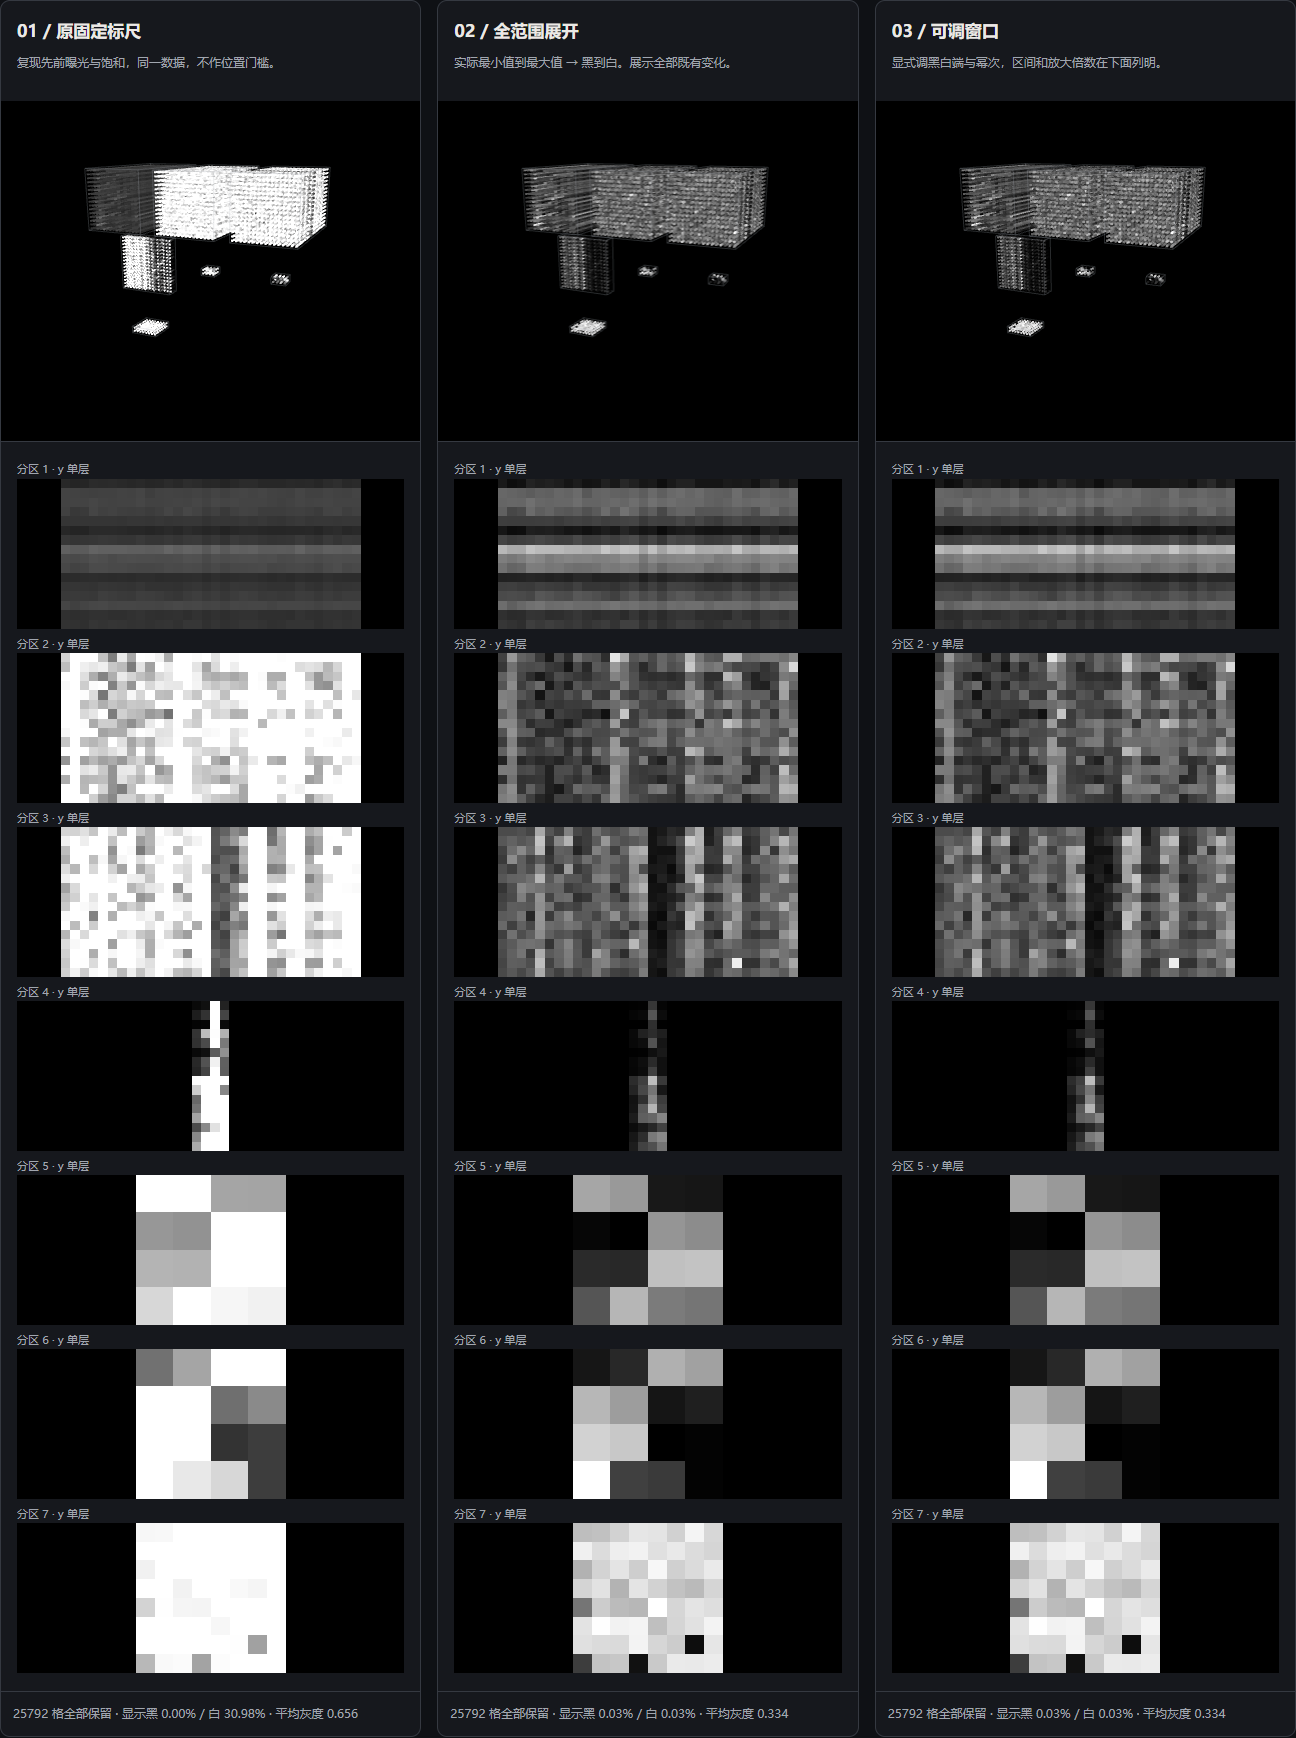 01 / 原固定标尺
复现先前曝光与饱和，同一数据，不作位置门槛。
分区 1 · y 单层
分区 2 · y 单层
分区 3 · y 单层
分区 4 · y 单层
分区 5 · y 单层
分区 6 · y 单层
分区 7 · y 单层
25792 格全部保留 · 显示黑 0.00% / 白 30.98% · 平均灰度 0.656
02 / 全范围展开
实际最小值到最大值 → 黑到白。展示全部既有变化。
分区 1 · y 单层
分区 2 · y 单层
分区 3 · y 单层
分区 4 · y 单层
分区 5 · y 单层
分区 6 · y 单层
分区 7 · y 单层
25792 格全部保留 · 显示黑 0.03% / 白 0.03% · 平均灰度 0.334
03 / 可调窗口
显式调黑白端与幂次，区间和放大倍数在下面列明。
分区 1 · y 单层
分区 2 · y 单层
分区 3 · y 单层
分区 4 · y 单层
分区 5 · y 单层
分区 6 · y 单层
分区 7 · y 单层
25792 格全部保留 · 显示黑 0.03% / 白 0.03% · 平均灰度 0.334